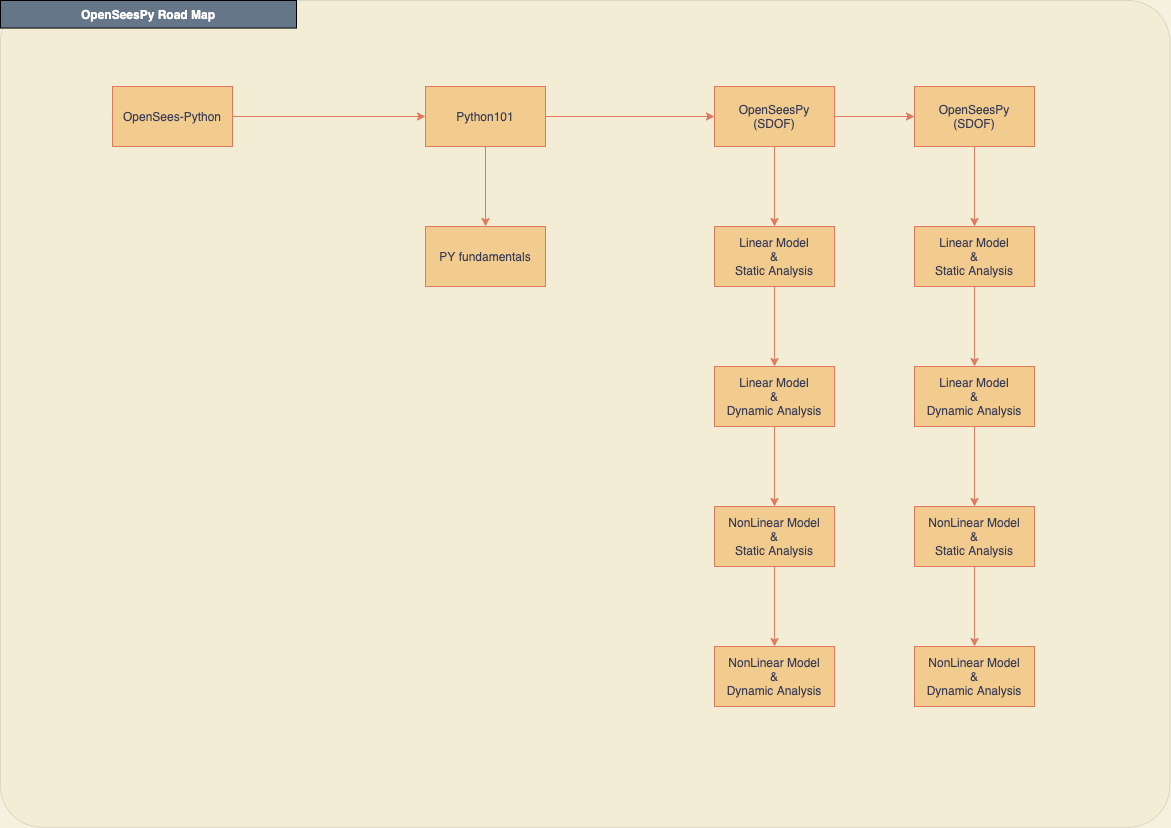 OpenSeesPy Road Map
OpenSees-Python
Python101
OpenSeesPy
(SDOF)
OpenSeesPy
(SDOF)
PY fundamentals
Linear Model
&
Static Analysis
Linear Model
&
Static Analysis
Linear Model
&
Dynamic Analysis
Linear Model
&
Dynamic Analysis
NonLinear Model
&
Static Analysis
NonLinear Model
&
Static Analysis
NonLinear Model
&
Dynamic Analysis
NonLinear Model
&
Dynamic Analysis